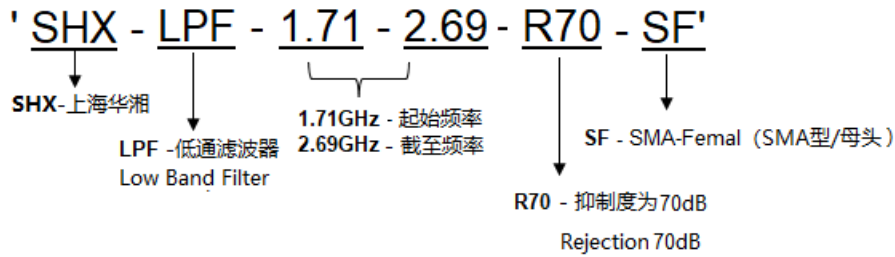 ' SHX - LPF - 1.71 - 2.69 - R70 - SF'
SHX-上海华湘
1.71GHz - 起始频率
LPF -低通滤波器
2.69GHz - 截至频率
SF - SMA-Femal（SMA型/母头）
Low Band Filter
R70 - 抑制度为70dB
Rejection 70dB